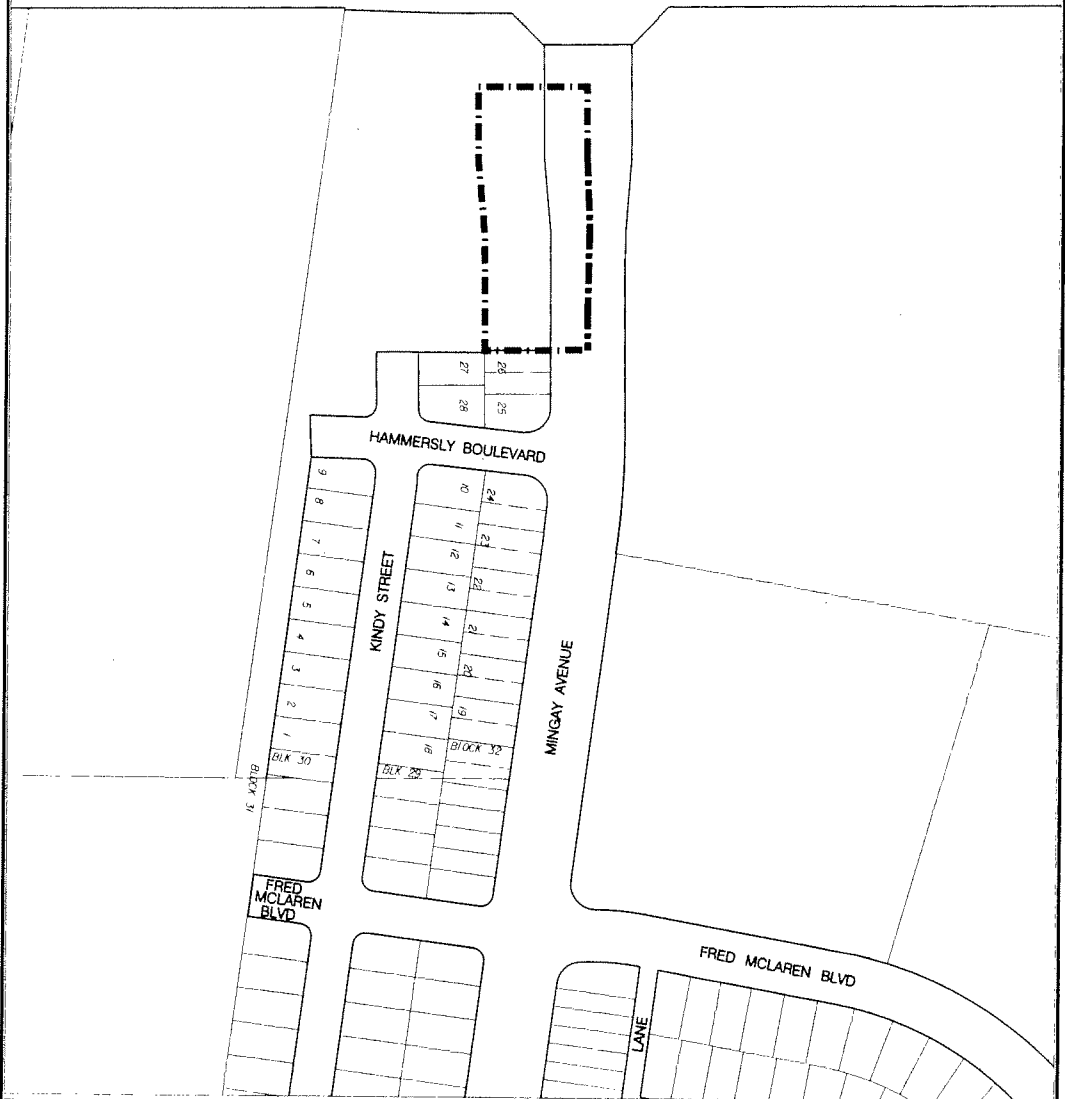 27
26
28
25
HAMMERSLY BOULEVARD
9
8
7
6
5
4
3
2
1
BLK 30
BLOCK 31
KINDY STREET
10
11
12
13
14
15
16
17
18
BLK 29
24
23
22
21
20
19
BLOCK 32
MINGAY AVENUE
FRED
MCLAREN
BLVD
FRED MCLAREN BLVD
LANE